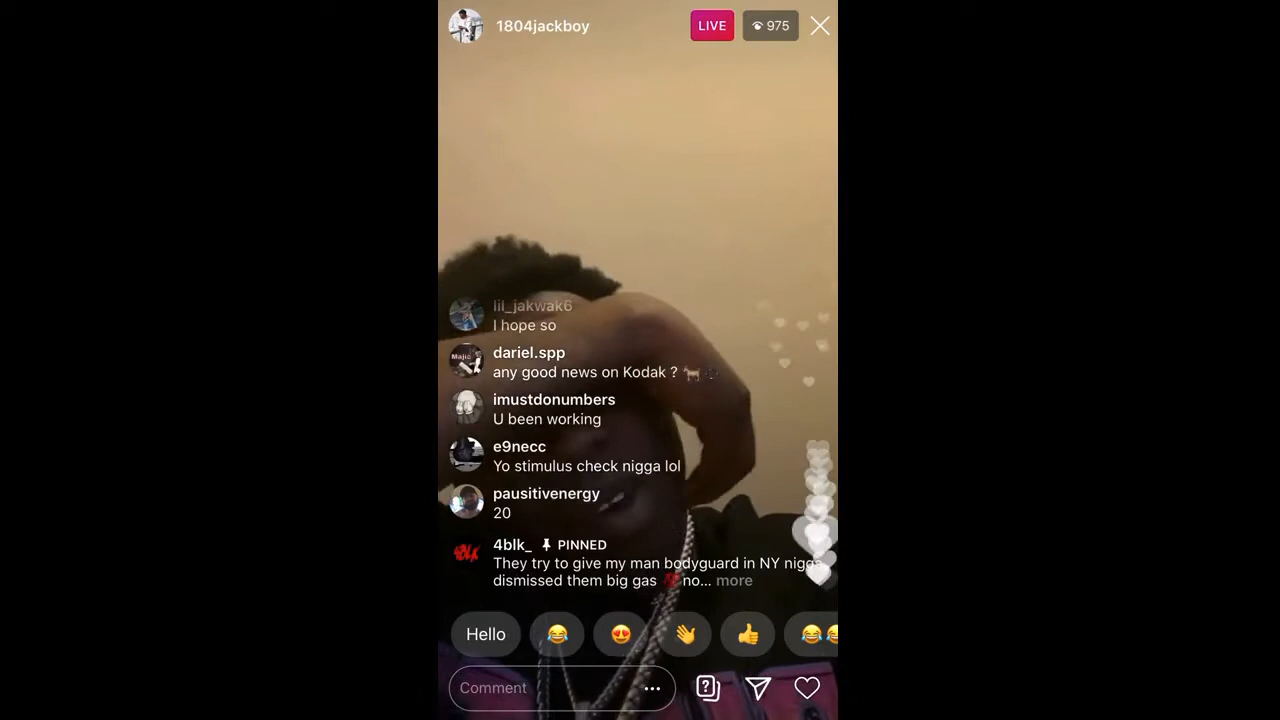 1804jackboy
LIVE
975
lil_jakwak6
I hope so
dariel.spp
any good news on Kodak ? 🐐
imustdonumbers
U been working
e9necc
Yo stimulus check nigga lol
pausitivenergy
20
4blk_ PINNED
They try to give my man bodyguard in NY nigga
dismissed them big gas 💯no... more
Hello
Comment